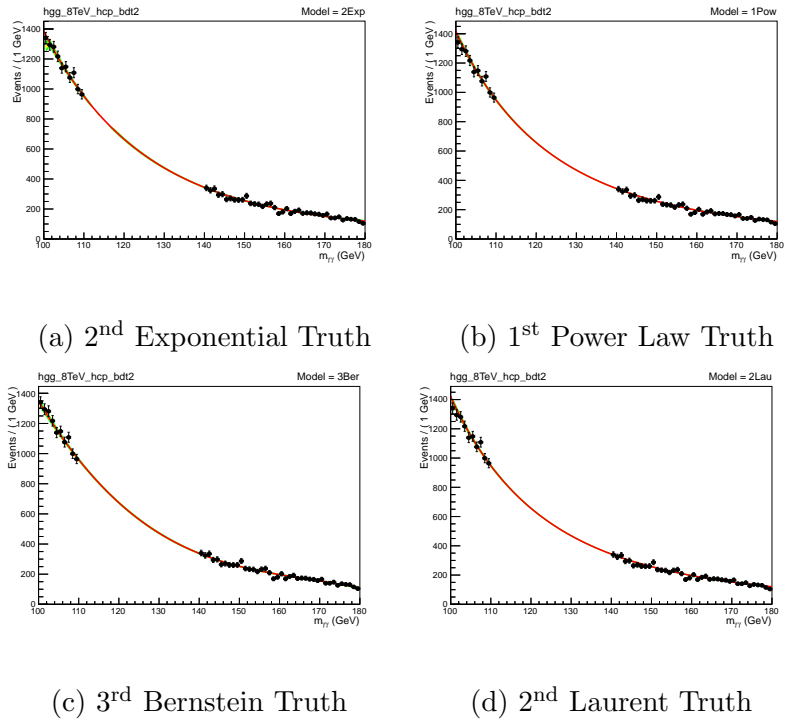 hgg_8TeV_hcp_bdt2 Model = 2Exp
Events / ( 1 GeV )
1400
1200
1000
800
600
400
200
0
100 110 120 130 140 150 160 170 180
m_γγ (GeV)
(a) 2nd Exponential Truth
hgg_8TeV_hcp_bdt2 Model = 1Pow
Events / ( 1 GeV )
1400
1200
1000
800
600
400
200
0
100 110 120 130 140 150 160 170 180
m_γγ (GeV)
(b) 1st Power Law Truth
hgg_8TeV_hcp_bdt2 Model = 3Ber
Events / ( 1 GeV )
1400
1200
1000
800
600
400
200
0
100 110 120 130 140 150 160 170 180
m_γγ (GeV)
(c) 3rd Bernstein Truth
hgg_8TeV_hcp_bdt2 Model = 2Lau
Events / ( 1 GeV )
1400
1200
1000
800
600
400
200
0
100 110 120 130 140 150 160 170 180
m_γγ (GeV)
(d) 2nd Laurent Truth